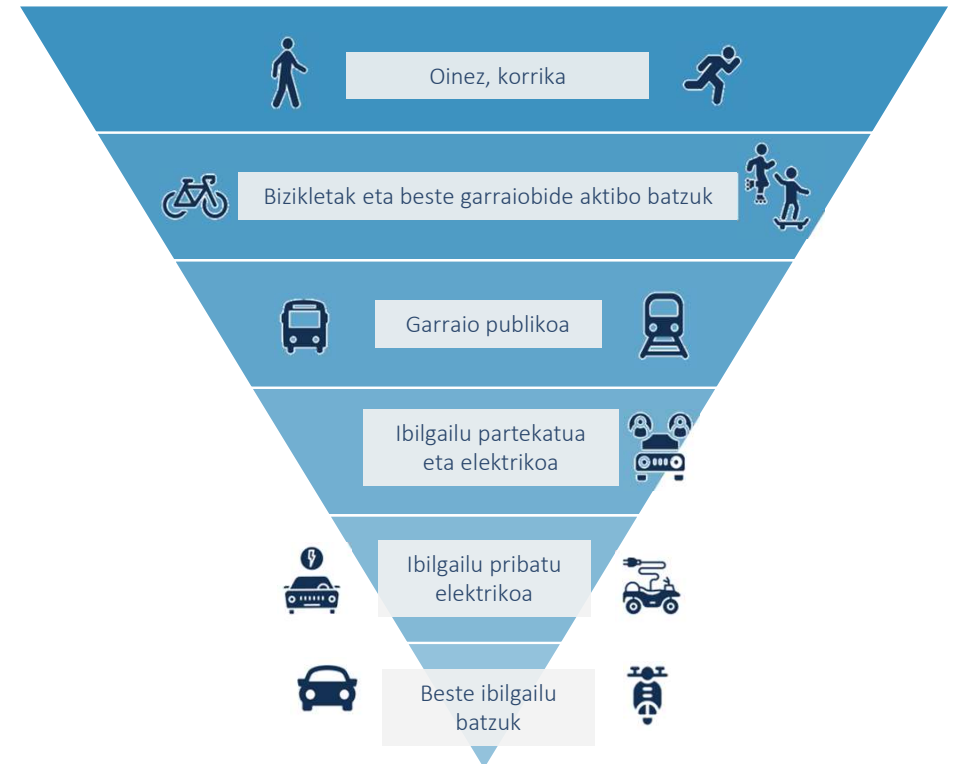 Oinez, korrika
Bizikletak eta beste garraiobide aktibo batzuk
Garraio publikoa
Ibilgailu partekatua
eta elektrikoa
Ibilgailu pribatu
elektrikoa
Beste ibilgailu
batzuk